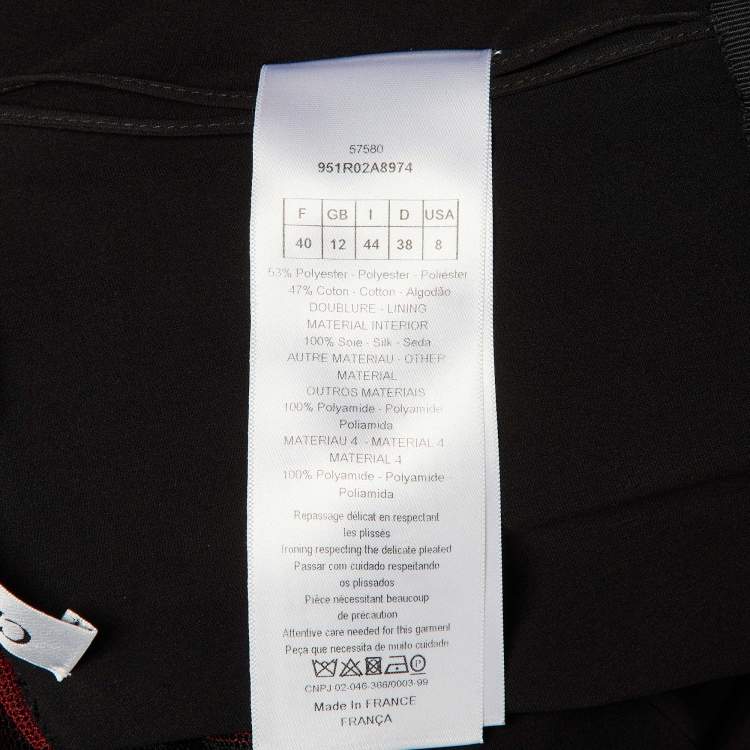 57580
951R02A8974
F GB I D USA
40 12 44 38 8
53% Polyester - Polyester - Poliéster
47% Coton - Cotton - Algodão
DOUBLURE - LINING
MATERIAL INTERIOR
100% Soie - Silk - Seda
AUTRE MATERIAU - OTHER
MATERIAL
OUTROS MATERIAIS
100% Polyamide - Polyamide
Poliamida
MATERIAU 4 - MATERIAL 4
MATERIAL 4
100% Polyamide - Polyamide
Poliamida
Repassage délicat en respectant
les plissés
Ironing respecting the delicate pleated
Passar com cuidado respeitando
os plissados
Pièce nécessitant beaucoup
de précaution
Attentive care needed for this garment
Peça que necessita de muito cuidado
CNPJ 02-046-366/0003-99
Made In FRANCE
FRANÇA